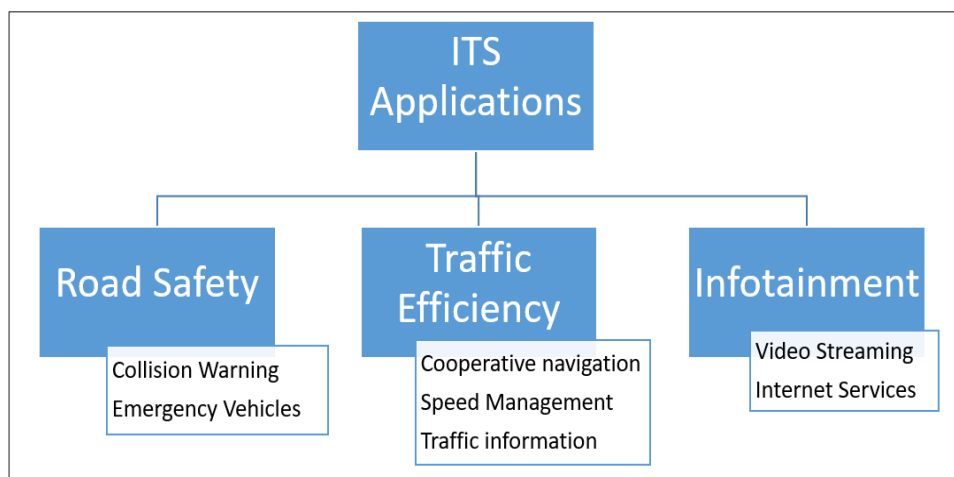 ITS
Applications
Road Safety
Collision Warning
Emergency Vehicles
Traffic
Efficiency
Cooperative navigation
Speed Management
Traffic information
Infotainment
Video Streaming
Internet Services